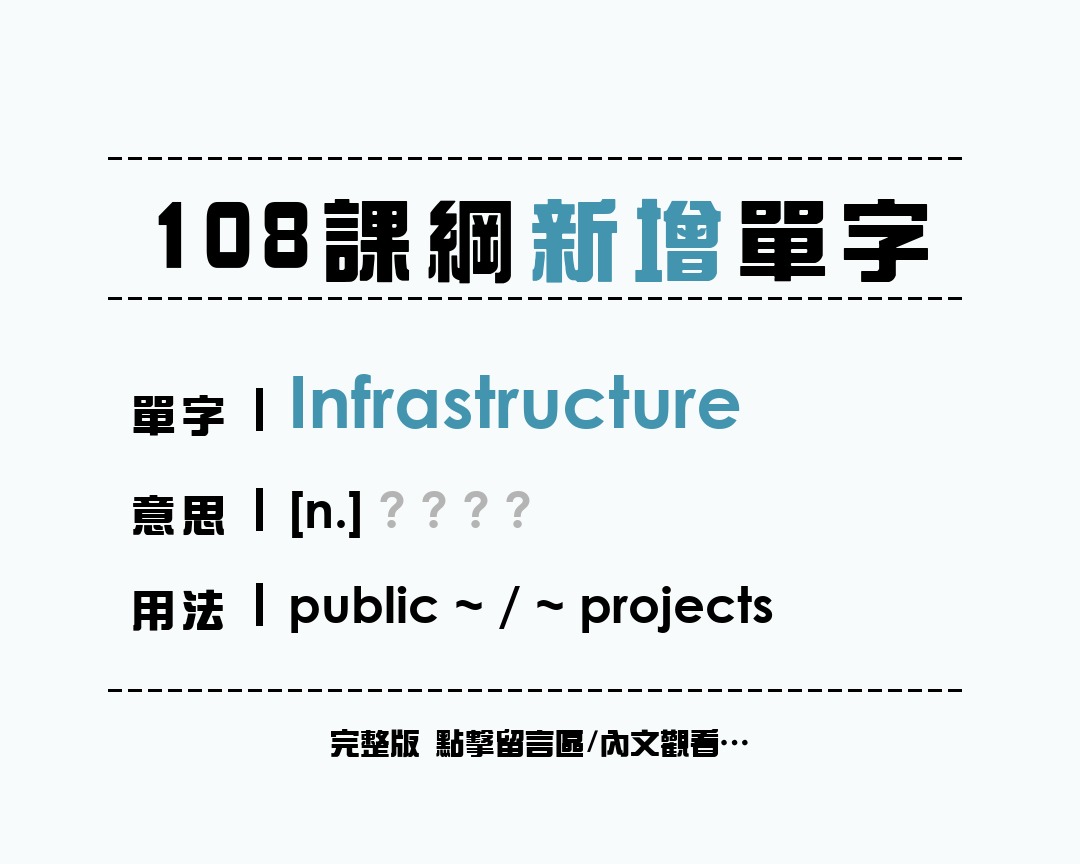 108課綱新增單字
單字 | Infrastructure
意思 | [n.] ????
用法 | public ~ / ~ projects
完整版 點擊留言區/內文觀看…